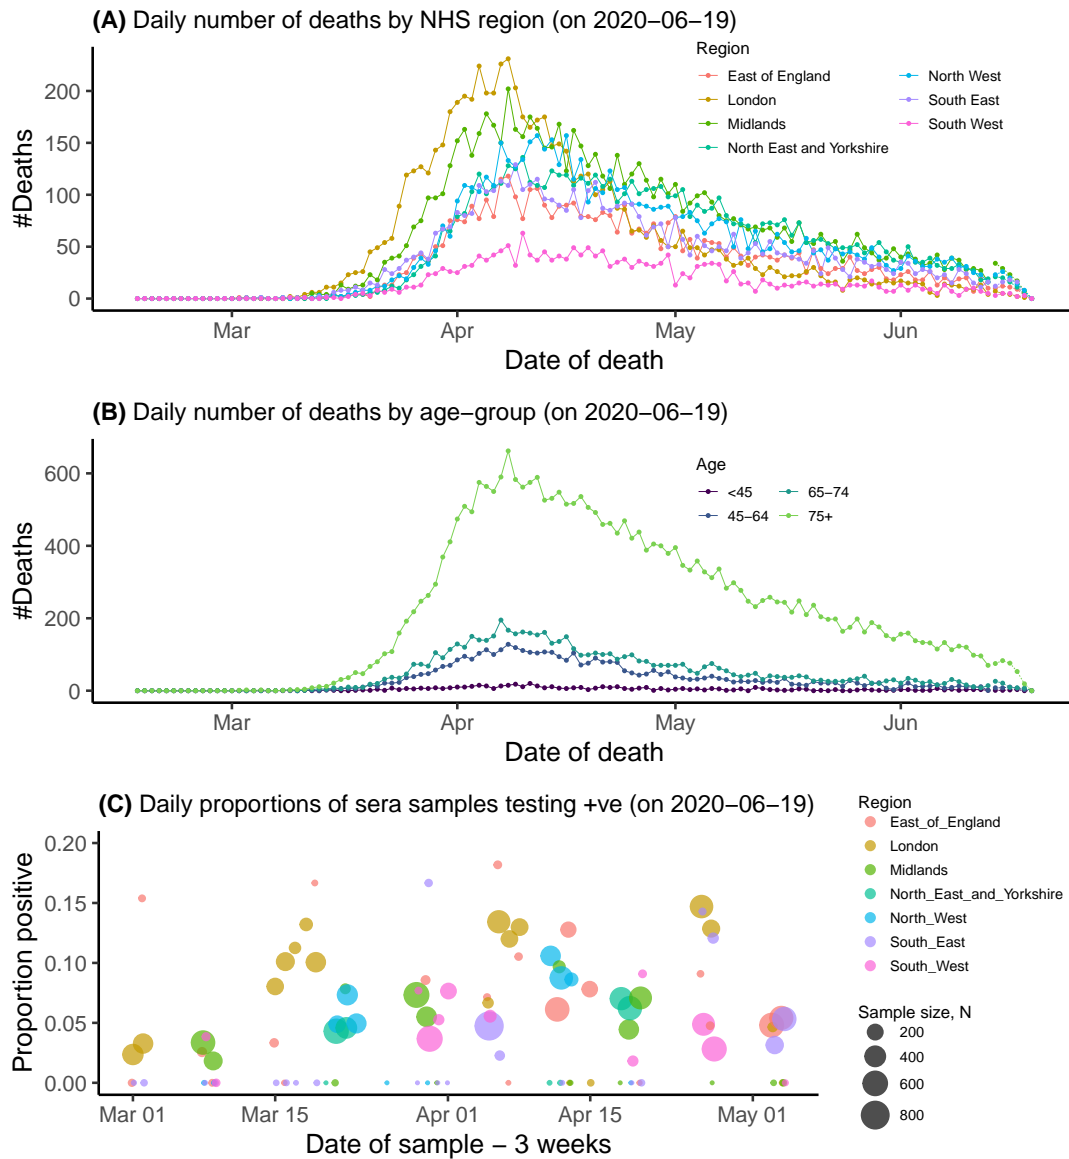 (A) Daily number of deaths by NHS region (on 2020−06−19)
Region
East of England
North West
London
South East
Midlands
South West
North East and Yorkshire
#Deaths
200
150
100
50
0
Mar
Apr
May
Jun
Date of death
(B) Daily number of deaths by age−group (on 2020−06−19)
Age
<45
65−74
45−64
75+
#Deaths
600
400
200
0
Mar
Apr
May
Jun
Date of death
(C) Daily proportions of sera samples testing +ve (on 2020−06−19)
Proportion positive
0.20
0.15
0.10
0.05
0.00
Mar 01
Mar 15
Apr 01
Apr 15
May 01
Date of sample − 3 weeks
Region
East_of_England
London
Midlands
North_East_and_Yorkshire
North_West
South_East
South_West
Sample size, N
200
400
600
800